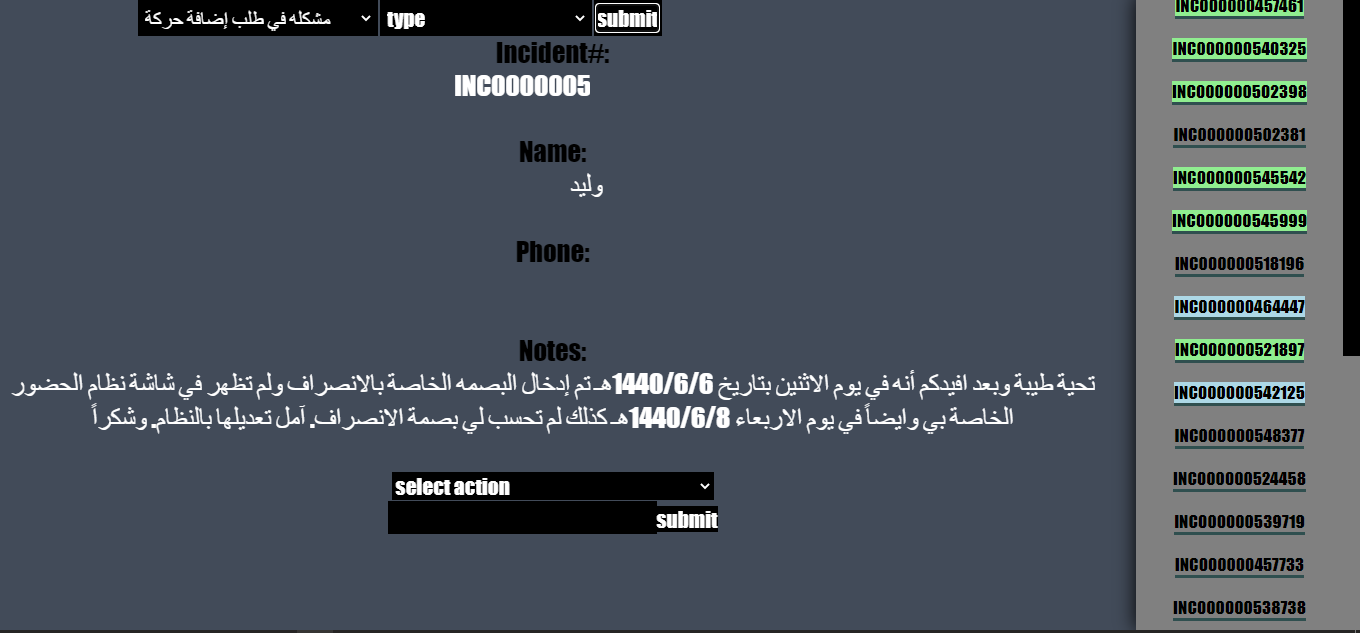 مشكله في طلب إضافة حركة
type
submit
Incident#:
INC0000005
Name:
وليد
Phone:
Notes:
تحية طيبة وبعد افيدكم أنه في يوم الاثنين بتاريخ 1440/6/6هـ تم إدخال البصمه الخاصة بالانصراف ولم تظهر في شاشة نظام الحضور
الخاصة بي وايضاً في يوم الاربعاء 1440/6/8هـ كذلك لم تحسب لي بصمة الانصراف. آمل تعديلها بالنظام. وشكراً
select action
submit
INC000000457461
INC000000540325
INC000000502398
INC000000502381
INC000000545542
INC000000545999
INC000000518196
INC000000464447
INC000000521897
INC000000542125
INC000000548377
INC000000524458
INC000000539719
INC000000457733
INC000000538738